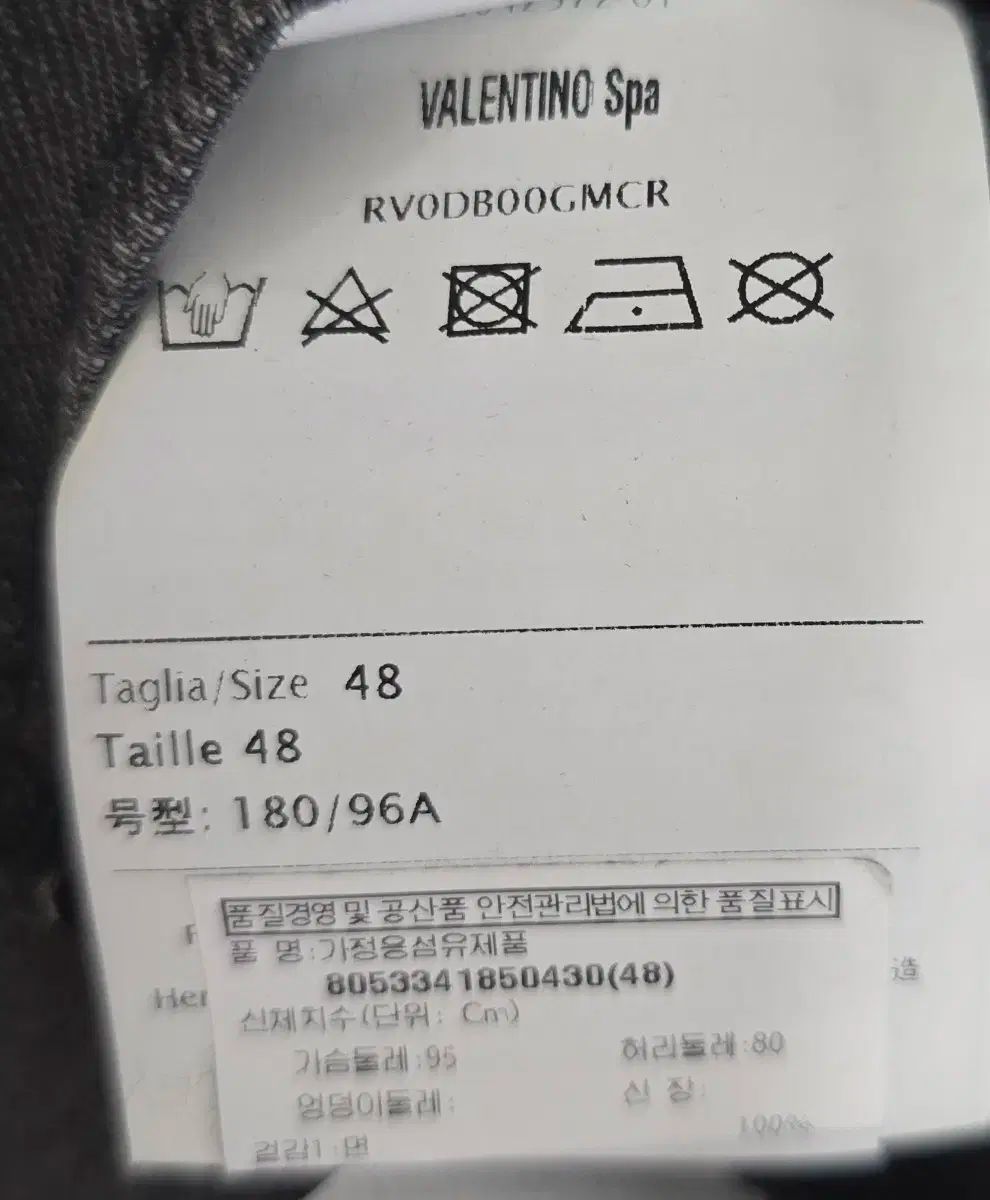 VALENTINO Spa
RV0DB00GMCR
Taglia/Size 48
Taille 48
号型: 180/96A
품질경영 및 공산품 안전관리법에 의한 품질표시
품 명:가정용섬유제품
8053341850430(48)
造
Her
신체치수(단위: Cm)
가슴둘레:95 허리둘레:80
엉덩이둘레: 신 장:
100%
겉감1:면